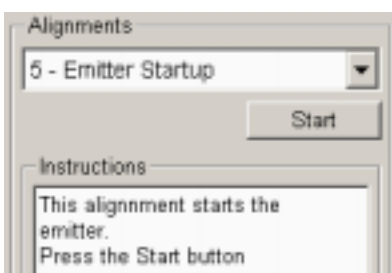 Alignments
5 - Emitter Startup
Start
Instructions
This alignnment starts the
emitter.
Press the Start button